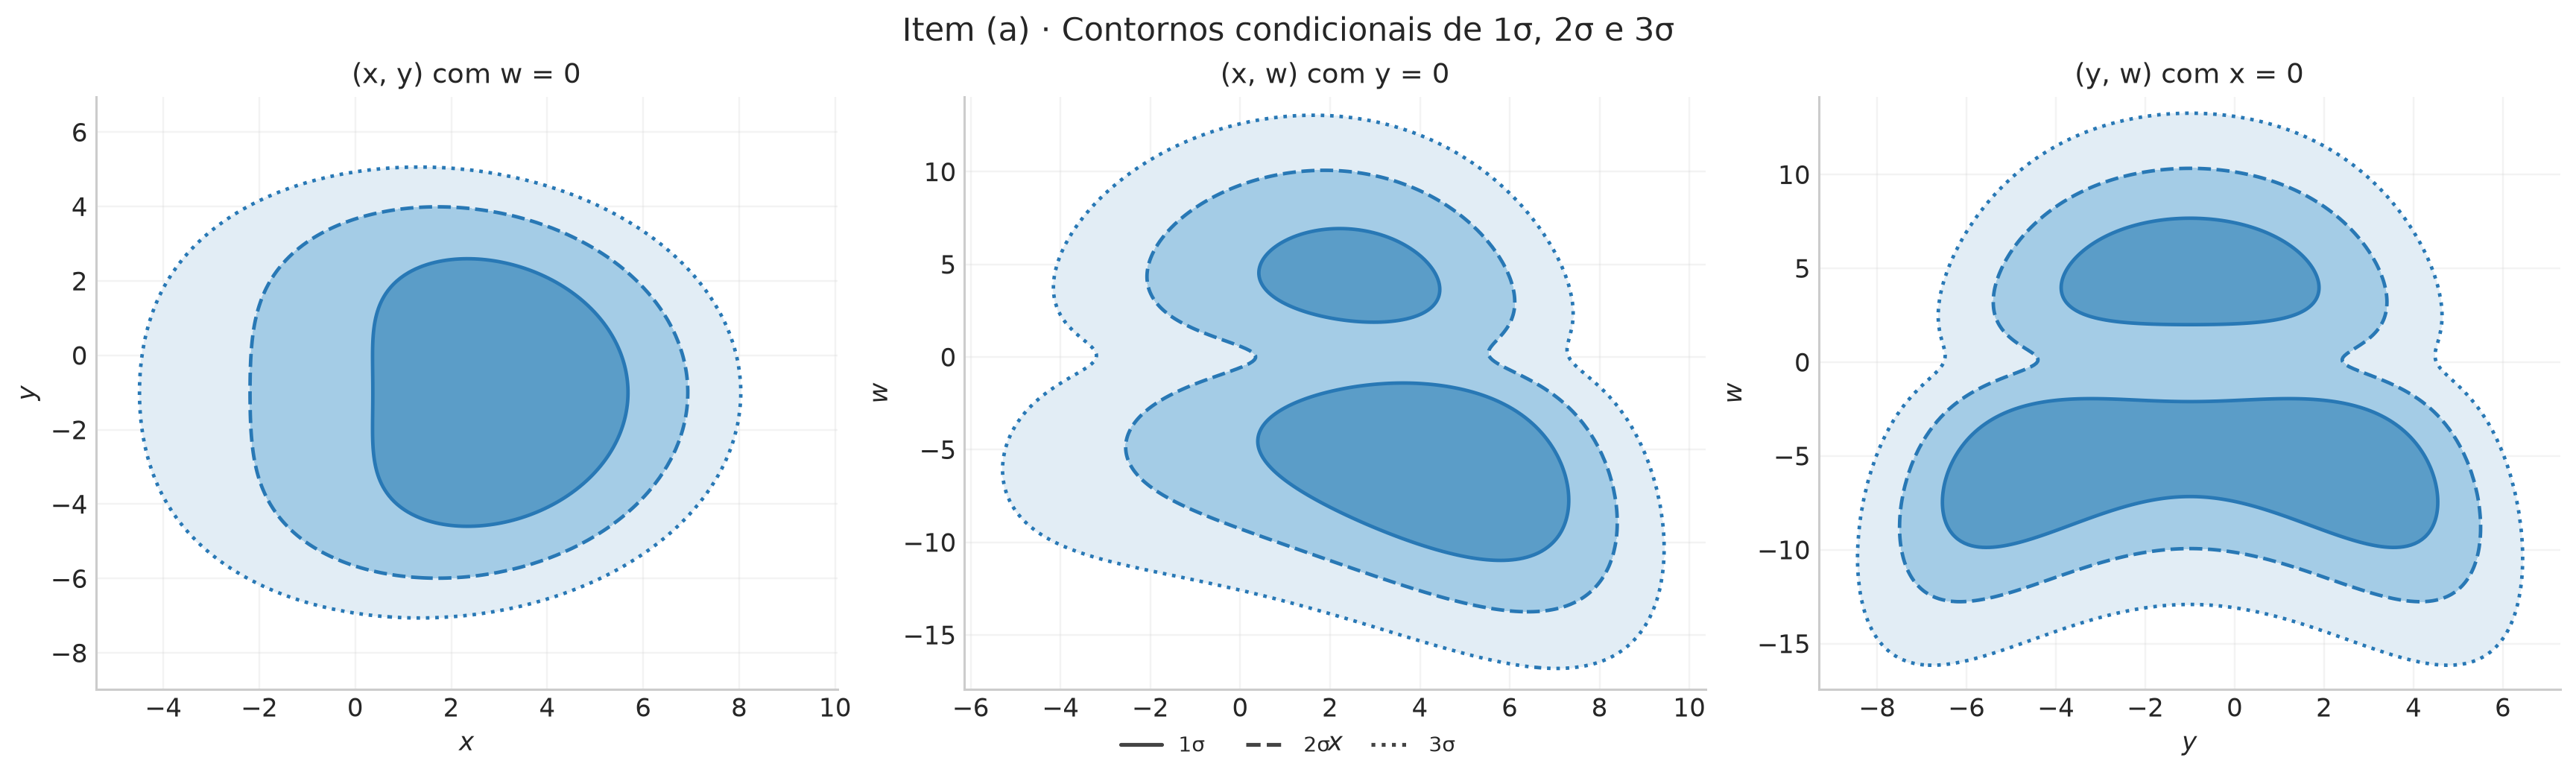 Item (a) · Contornos condicionais de 1σ, 2σ e 3σ
(x, y) com w = 0
6
4
2
0
−2
−4
−6
−8
y
−4 −2 0 2 4 6 8 10
x
(x, w) com y = 0
10
5
0
−5
−10
−15
w
−6 −4 −2 0 2 4 6 8 10
x
(y, w) com x = 0
10
5
0
−5
−10
−15
w
−8 −6 −4 −2 0 2 4 6
y
1σ 2σ 3σ